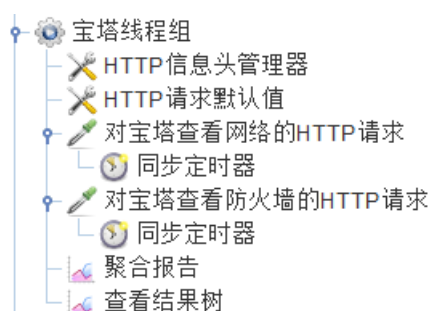 宝塔线程组
HTTP信息头管理器
HTTP请求默认值
对宝塔查看网络的HTTP请求
同步定时器
对宝塔查看防火墙的HTTP请求
同步定时器
聚合报告
查看结果树